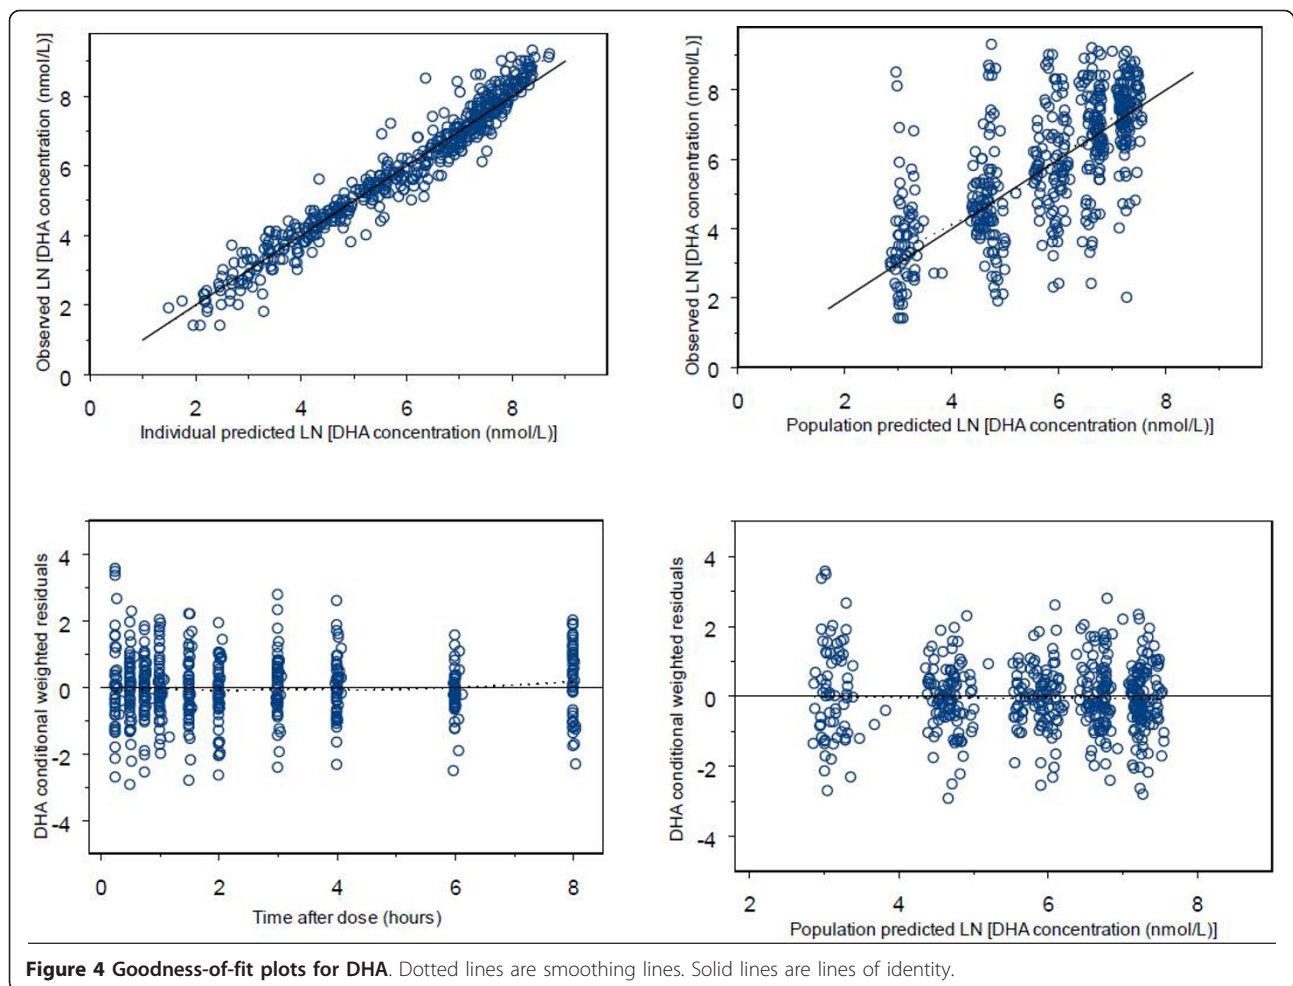 Observed LN [DHA concentration (nmol/L)]
8
6
4
2
0
0 2 4 6 8
Individual predicted LN [DHA concentration (nmol/L)]
Observed LN [DHA concentration (nmol/L)]
8
6
4
2
0
0 2 4 6 8
Population predicted LN [DHA concentration (nmol/L)]
DHA conditional weighted residuals
4
2
0
-2
-4
0 2 4 6 8
Time after dose (hours)
DHA conditional weighted residuals
4
2
0
-2
-4
2 4 6 8
Population predicted LN [DHA concentration (nmol/L)]
Figure 4 Goodness-of-fit plots for DHA. Dotted lines are smoothing lines. Solid lines are lines of identity.